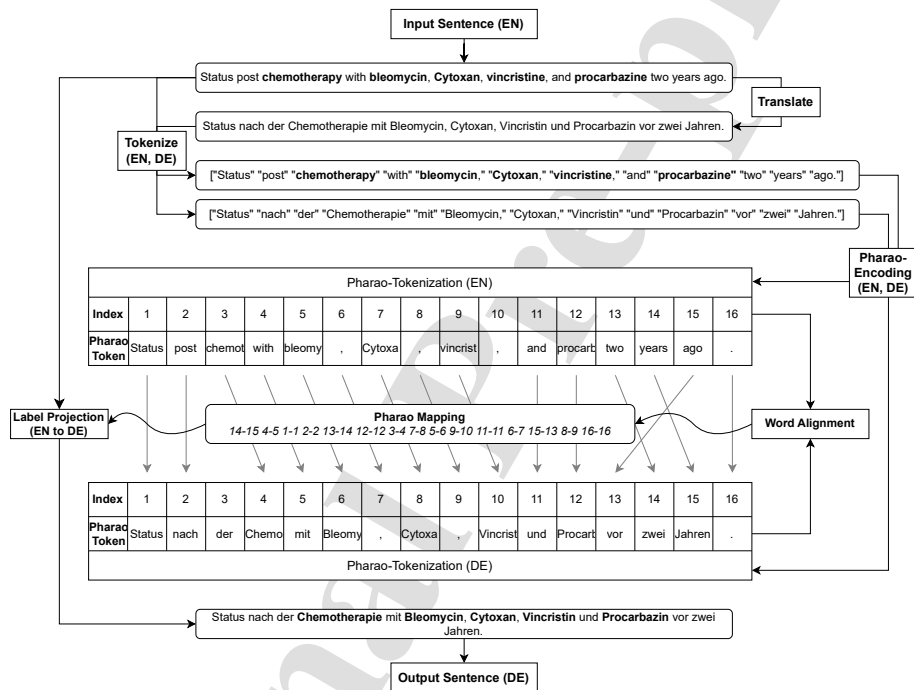 Input Sentence (EN)
Status post chemotherapy with bleomycin, Cytoxan, vincristine, and procarbazine two years ago.
Translate
Status nach der Chemotherapie mit Bleomycin, Cytoxan, Vincristin und Procarbazin vor zwei Jahren.
Tokenize
(EN, DE)
["Status" "post" "chemotherapy" "with" "bleomycin," "Cytoxan," "vincristine," "and" "procarbazine" "two" "years" "ago."]
["Status" "nach" "der" "Chemotherapie" "mit" "Bleomycin," "Cytoxan," "Vincristin" "und" "Procarbazin" "vor" "zwei" "Jahren."]
Pharao-
Encoding
(EN, DE)
Pharao-Tokenization (EN)
Index 1 2 3 4 5 6 7 8 9 10 11 12 13 14 15 16
Pharao
Token Status post chemot with bleomy , Cytoxa , vincrist , and procarb two years ago .
Label Projection
(EN to DE)
Pharao Mapping
14-15 4-5 1-1 2-2 13-14 12-12 3-4 7-8 5-6 9-10 11-11 6-7 15-13 8-9 16-16
Word Alignment
Index 1 2 3 4 5 6 7 8 9 10 11 12 13 14 15 16
Pharao
Token Status nach der Chemo mit Bleomy , Cytoxa , Vincrist und Procarb vor zwei Jahren .
Pharao-Tokenization (DE)
Status nach der Chemotherapie mit Bleomycin, Cytoxan, Vincristin und Procarbazin vor zwei
Jahren.
Output Sentence (DE)